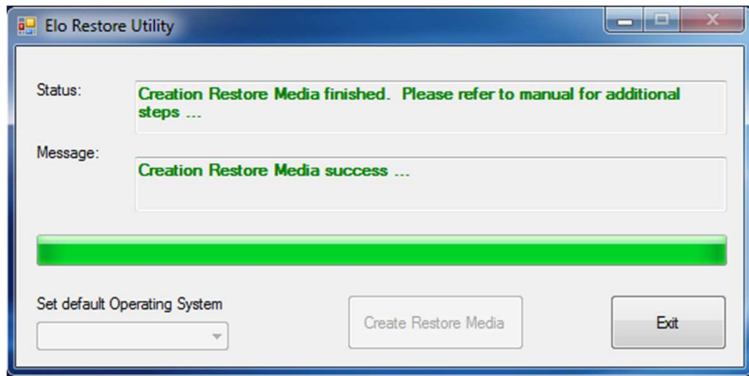 Elo Restore Utility
Status:
Creation Restore Media finished.  Please refer to manual for additional
steps ...
Message:
Creation Restore Media success ...
Set default Operating System
Create Restore Media
Exit